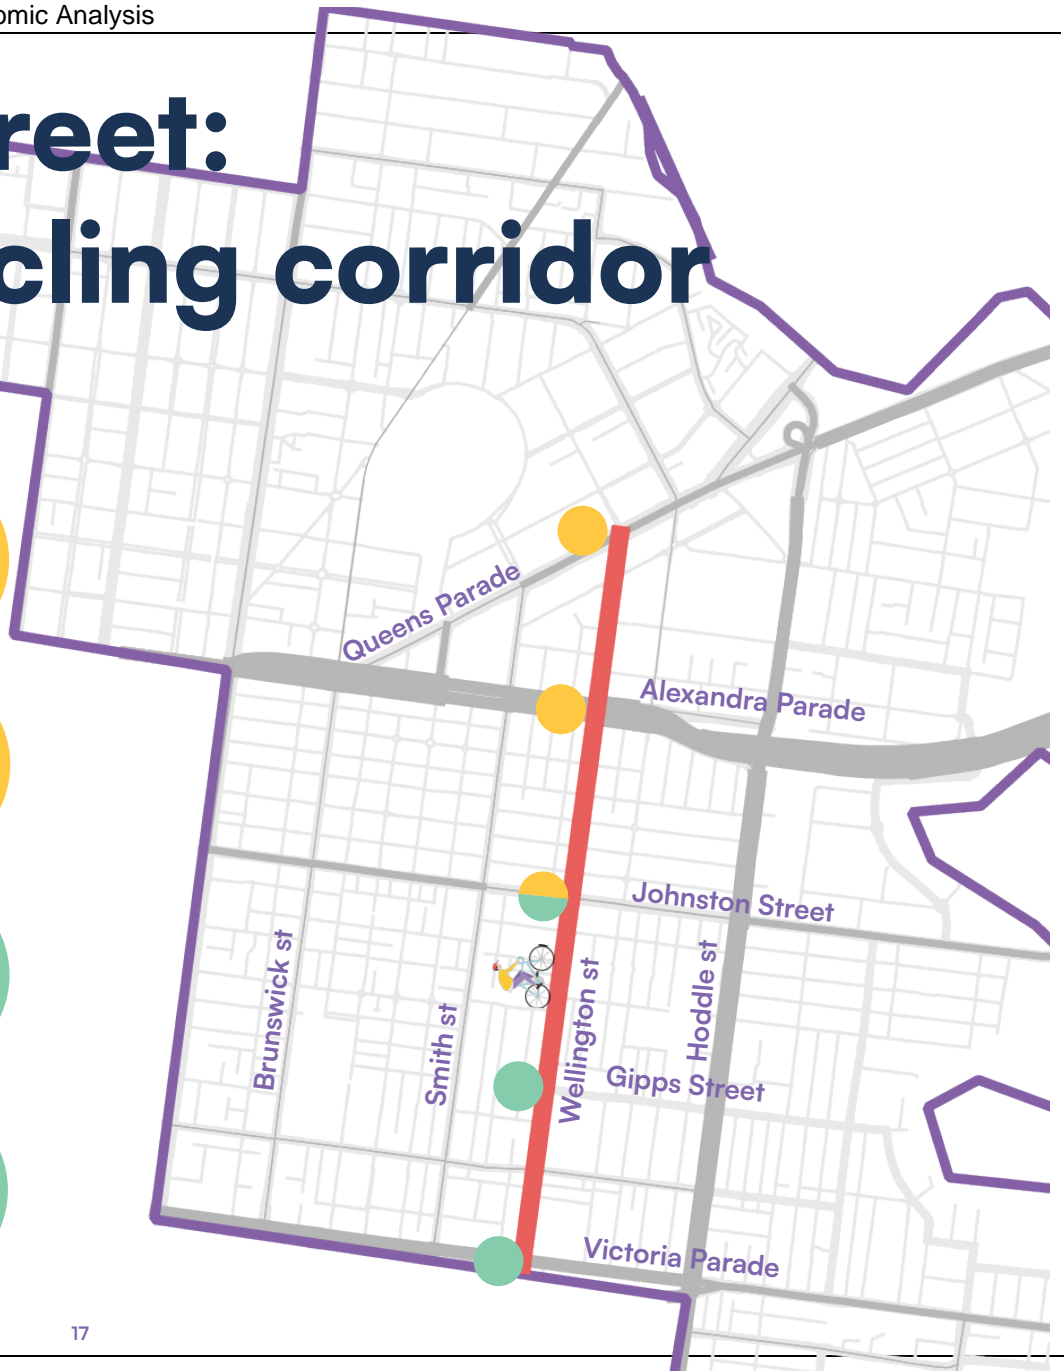 omic Analysis
reet:
cling corridor
Queens Parade
Alexandra Parade
Johnston Street
Brunswick st
Smith st
Wellington st
Hoddle st
Gipps Street
Victoria Parade
17